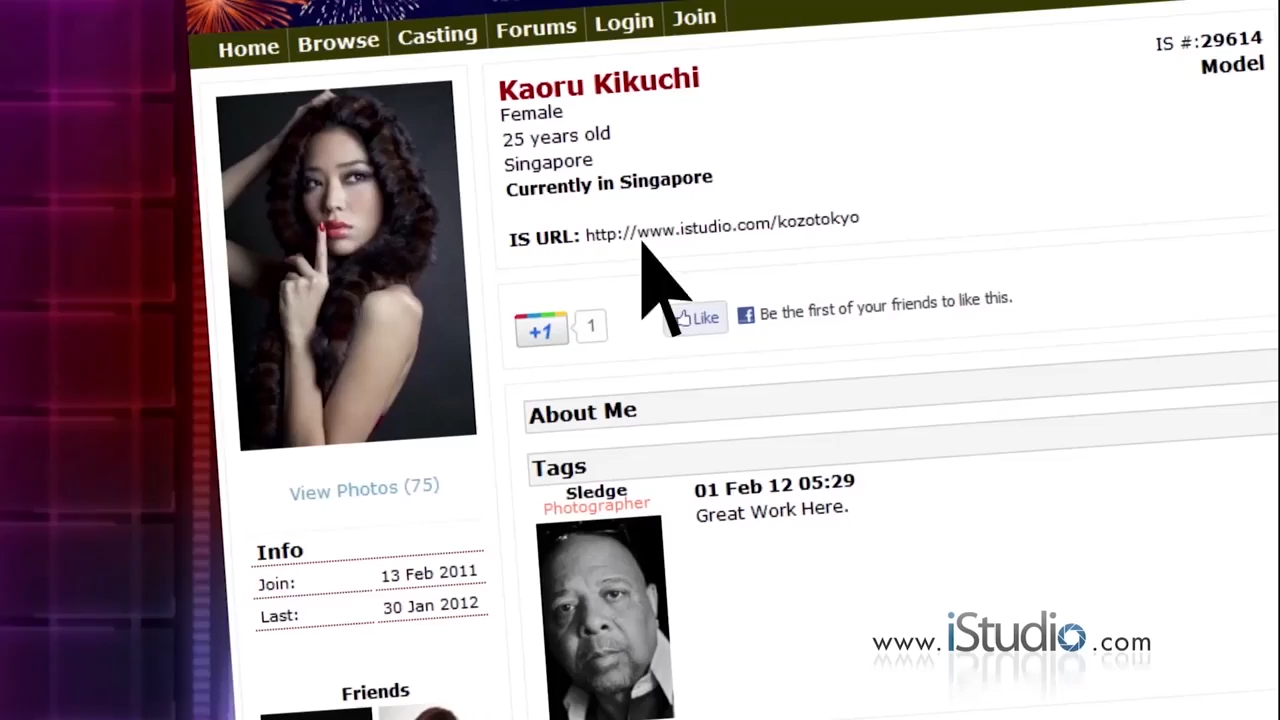 Home Browse Casting Forums Login Join
IS #:29614
Model
Kaoru Kikuchi
Female
25 years old
Singapore
Currently in Singapore
IS URL: http://www.istudio.com/kozotokyo
+1 1 Like Be the first of your friends to like this.
About Me
Tags
Sledge
Photographer
01 Feb 12 05:29
Great Work Here.
View Photos (75)
Info
Join: 13 Feb 2011
Last: 30 Jan 2012
Friends
www.iStudio.com